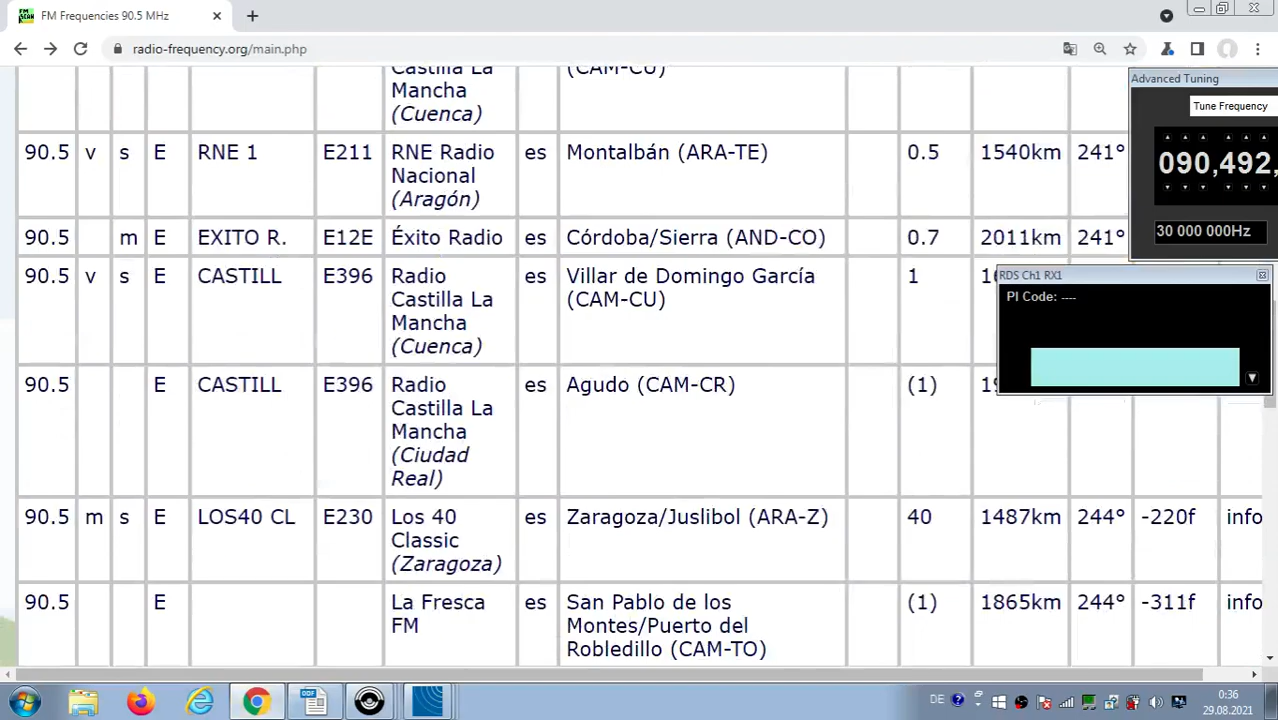 FM Frequencies 90.5 MHz
radio-frequency.org/main.php
Castilla La
Mancha
(Cuenca)
(CAM-CU)
90.5 v s E RNE 1 E211 RNE Radio
Nacional
(Aragón)
es Montalbán (ARA-TE) 0.5 1540km 241°
90.5 m E EXITO R. E12E Éxito Radio es Córdoba/Sierra (AND-CO) 0.7 2011km 241°
90.5 v s E CASTILL E396 Radio
Castilla La
Mancha
(Cuenca)
es Villar de Domingo García
(CAM-CU)
1
90.5 E CASTILL E396 Radio
Castilla La
Mancha
(Ciudad
Real)
es Agudo (CAM-CR) (1)
90.5 m s E LOS40 CL E230 Los 40
Classic
(Zaragoza)
es Zaragoza/Juslibol (ARA-Z) 40 1487km 244° -220f info
90.5 E La Fresca
FM
es San Pablo de los
Montes/Puerto del
Robledillo (CAM-TO)
(1) 1865km 244° -311f info
Advanced Tuning
Tune Frequency
090,492,
30 000 000Hz
RDS Ch1 RX1
PI Code: ----
DE
0:36
29.08.2021